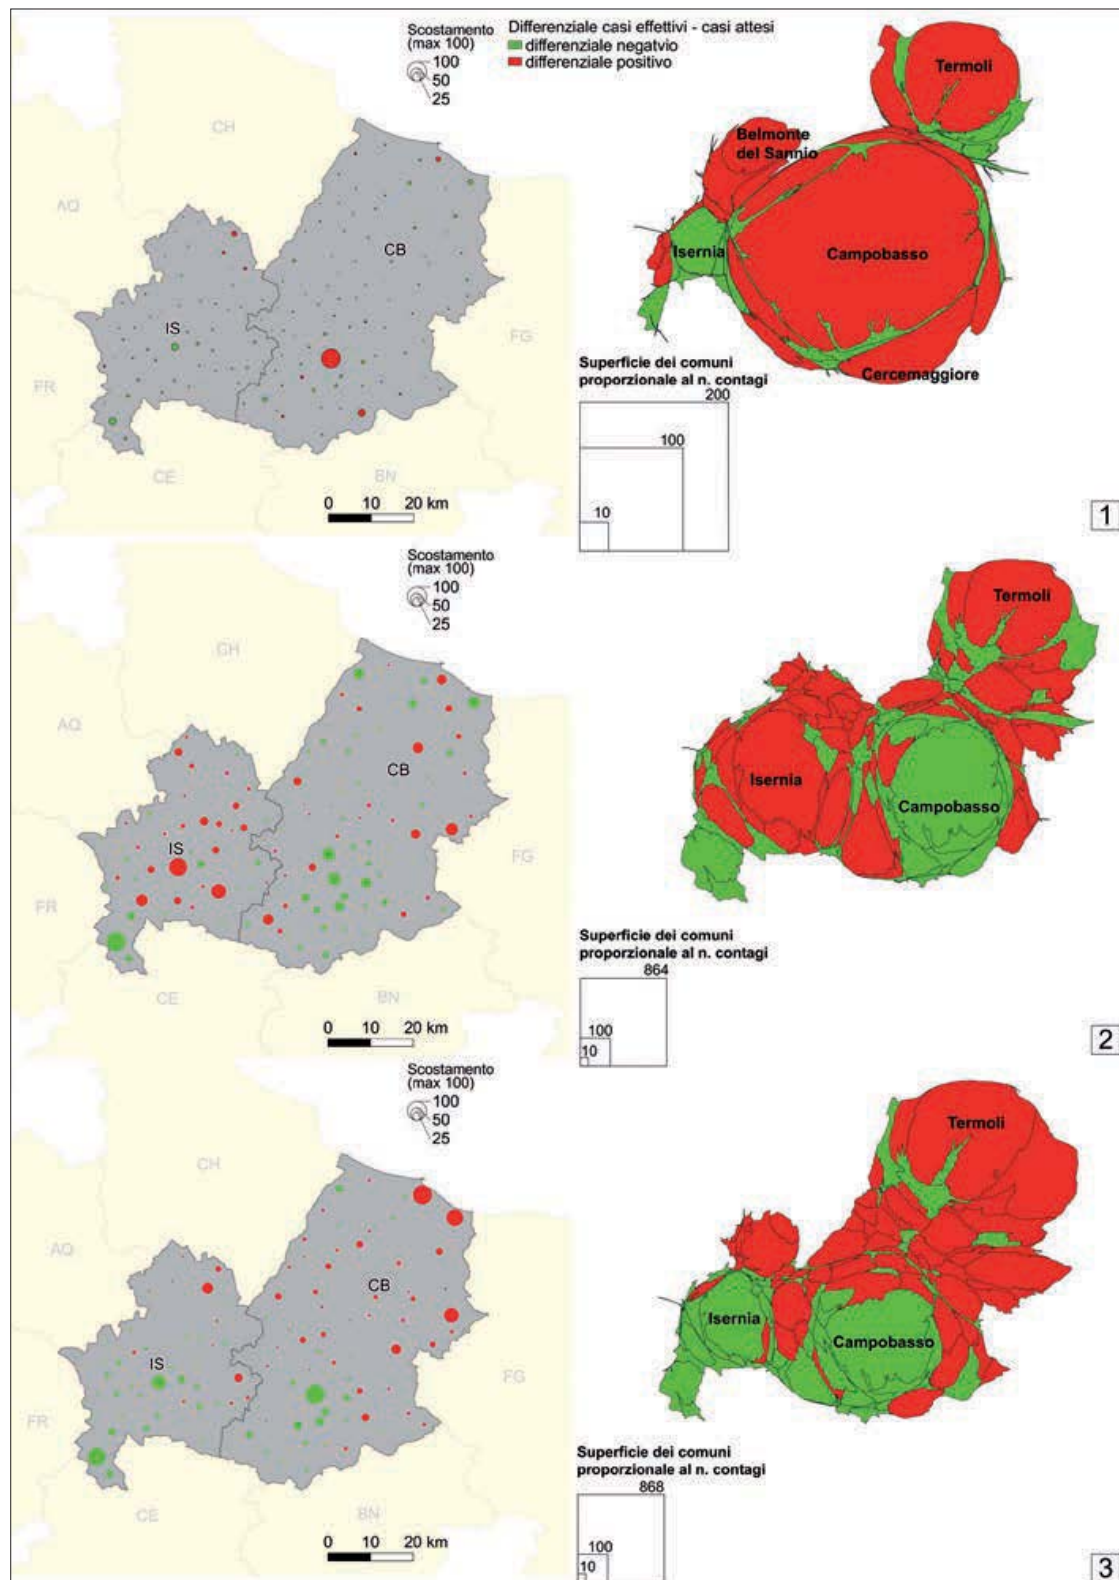 Scostamento
(max 100)
100
50
25
Differenziale casi effettivi - casi attesi
differenziale negatvio
differenziale positivo
CH
AQ
CB
IS
FR
FG
CE
BN
0 10 20 km
Termoli
Belmonte
del Sannio
Isernia
Campobasso
Cercemaggiore
Superficie dei comuni
proporzionale al n. contagi
200
100
10
1
Scostamento
(max 100)
100
50
25
CH
AQ
CB
IS
FR
FG
CE
BN
0 10 20 km
Termoli
Isernia
Campobasso
Superficie dei comuni
proporzionale al n. contagi
864
100
10
2
Scostamento
(max 100)
100
50
25
CH
AQ
CB
IS
FR
FG
CE
BN
0 10 20 km
Termoli
Isernia
Campobasso
Superficie dei comuni
proporzionale al n. contagi
868
100
10
3